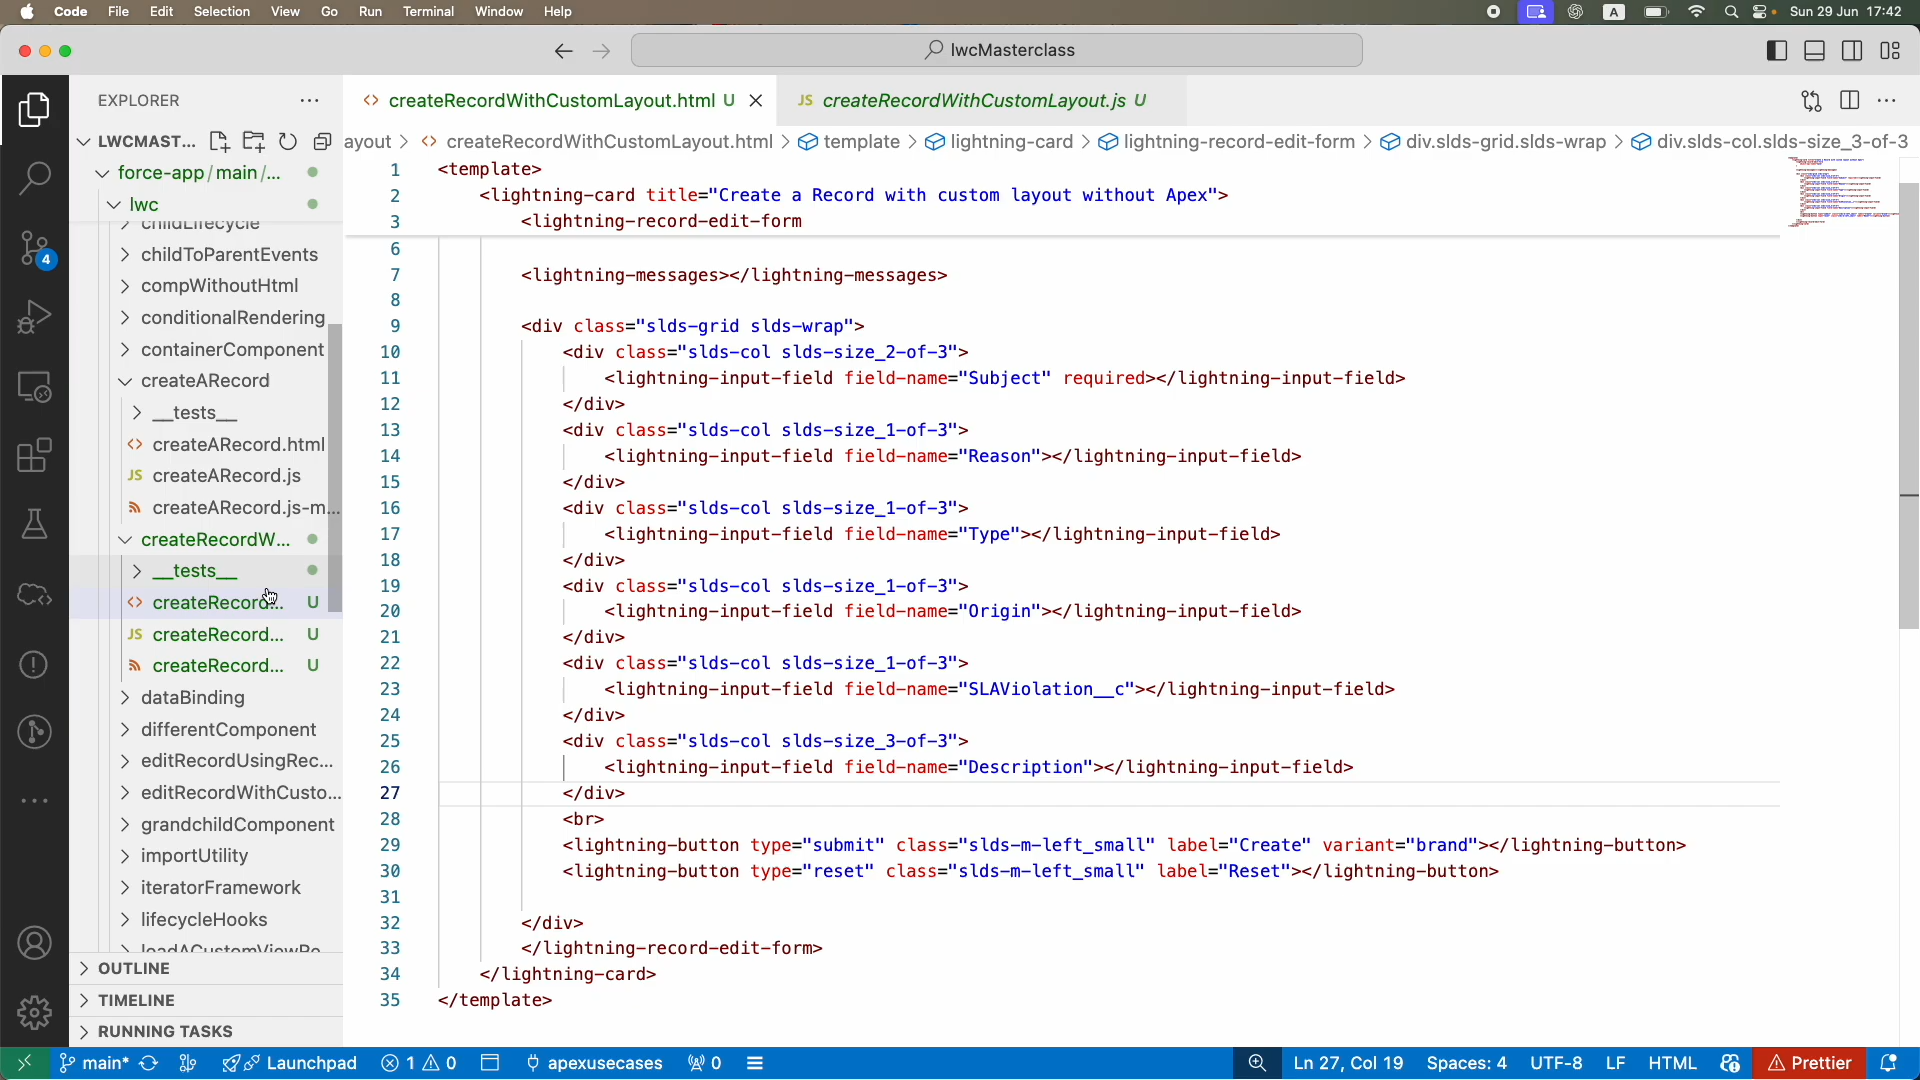 Code File Edit Selection View Go Run Terminal Window Help
A
Sun 29 Jun 17:42
lwcMasterclass
EXPLORER
LWCMAST...
force-app/main/...
lwc
childLifecycle
childToParentEvents
compWithoutHtml
conditionalRendering
containerComponent
createARecord
__tests__
createARecord.html
JS createARecord.js
createARecord.js-m...
createRecordW...
__tests__
createRecord... U
JS createRecord... U
createRecord... U
dataBinding
differentComponent
editRecordUsingRec...
editRecordWithCusto...
grandchildComponent
importUtility
iteratorFramework
lifecycleHooks
OUTLINE
TIMELINE
RUNNING TASKS
4
<> createRecordWithCustomLayout.html U
JS createRecordWithCustomLayout.js U
ayout > <> createRecordWithCustomLayout.html > template > lightning-card > lightning-record-edit-form > div.slds-grid.slds-wrap > div.slds-col.slds-size_3-of-3
1 <template>
2 <lightning-card title="Create a Record with custom layout without Apex">
3 <lightning-record-edit-form
6
7 <lightning-messages></lightning-messages>
8
9 <div class="slds-grid slds-wrap">
10 <div class="slds-col slds-size_2-of-3">
11 <lightning-input-field field-name="Subject" required></lightning-input-field>
12 </div>
13 <div class="slds-col slds-size_1-of-3">
14 <lightning-input-field field-name="Reason"></lightning-input-field>
15 </div>
16 <div class="slds-col slds-size_1-of-3">
17 <lightning-input-field field-name="Type"></lightning-input-field>
18 </div>
19 <div class="slds-col slds-size_1-of-3">
20 <lightning-input-field field-name="Origin"></lightning-input-field>
21 </div>
22 <div class="slds-col slds-size_1-of-3">
23 <lightning-input-field field-name="SLAViolation__c"></lightning-input-field>
24 </div>
25 <div class="slds-col slds-size_3-of-3">
26 <lightning-input-field field-name="Description"></lightning-input-field>
27 </div>
28 <br>
29 <lightning-button type="submit" class="slds-m-left_small" label="Create" variant="brand"></lightning-button>
30 <lightning-button type="reset" class="slds-m-left_small" label="Reset"></lightning-button>
31
32 </div>
33 </lightning-record-edit-form>
34 </lightning-card>
35 </template>
main* Launchpad 1 0 apexusecases 0 Ln 27, Col 19 Spaces: 4 UTF-8 LF HTML Prettier